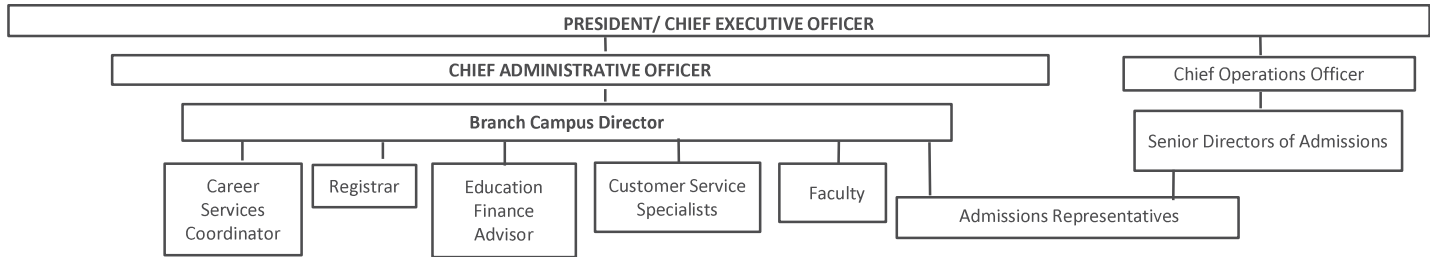 PRESIDENT/ CHIEF EXECUTIVE OFFICER
CHIEF ADMINISTRATIVE OFFICER
Chief Operations Officer
Branch Campus Director
Senior Directors of Admissions
Career
Services
Coordinator
Registrar
Education
Finance
Advisor
Customer Service
Specialists
Faculty
Admissions Representatives